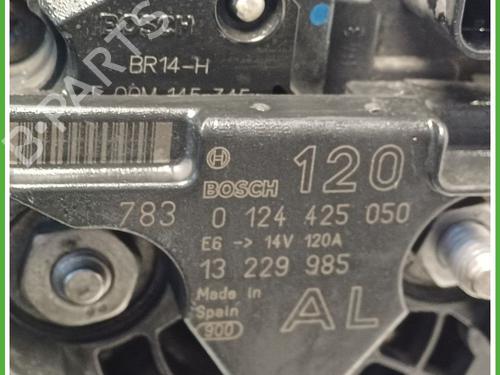 BOSCH
BR14-H
BOSCH 120
783 0 124 425 050
E6 -> 14V 120A
13 229 985
Made in
Spain
AL
900
B-PARTS